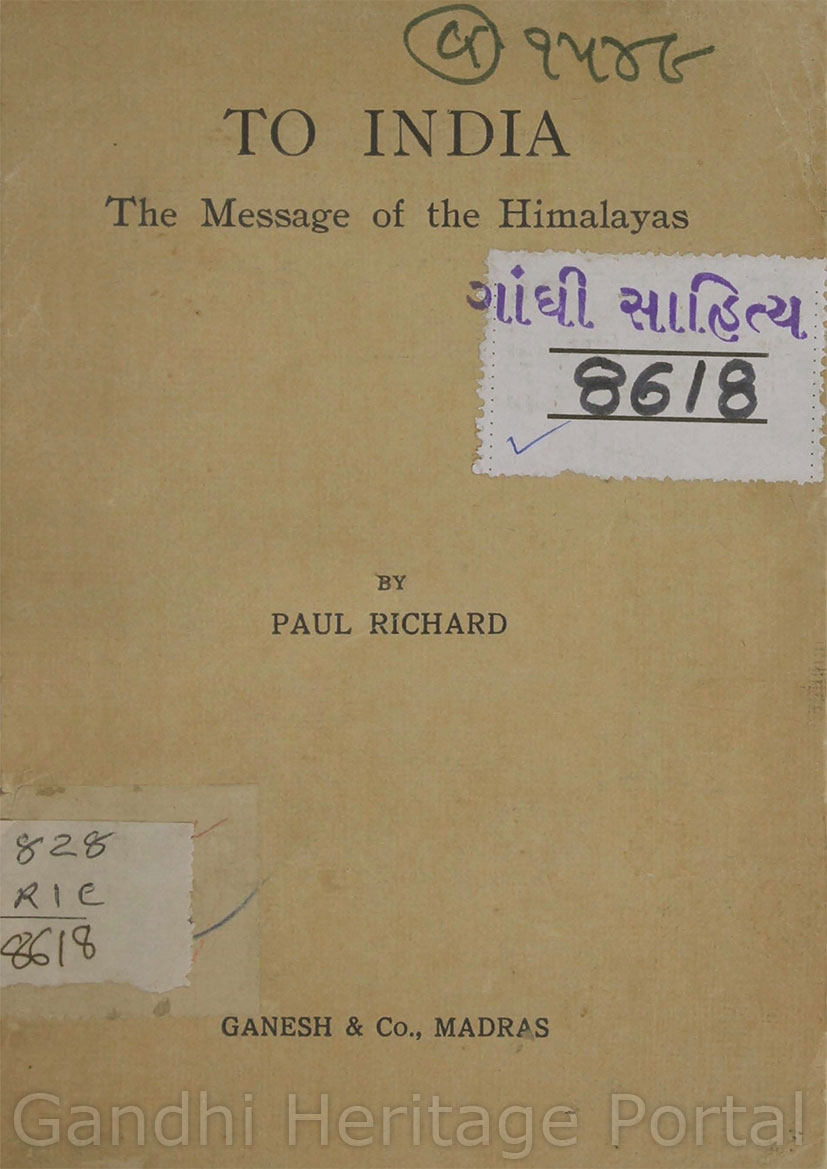 TO INDIA
The Message of the Himalayas
ગાંધી સાહિત્ય
8618
BY
PAUL RICHARD
828
RIC
8618
GANESH & Co., MADRAS
Gandhi Heritage Portal